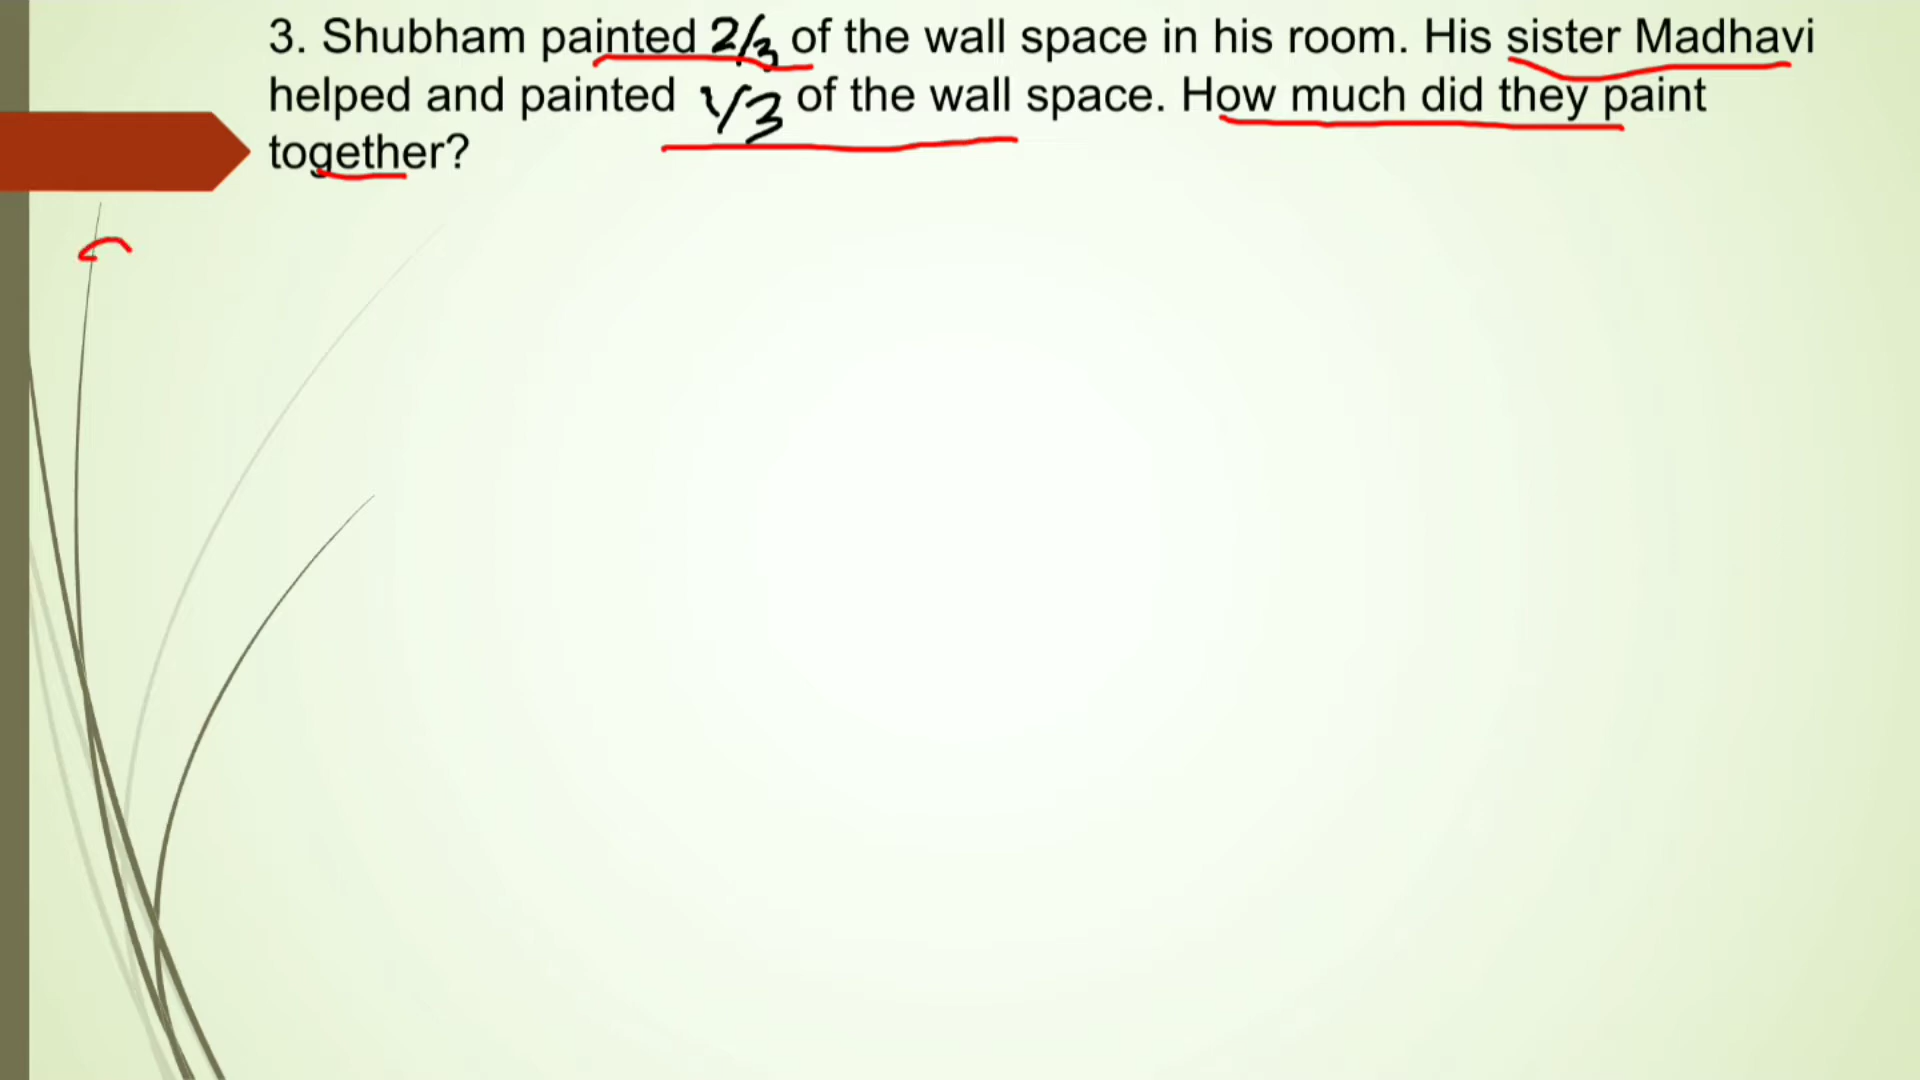 3. Shubham painted 2/3 of the wall space in his room. His sister Madhavi
helped and painted 1/3 of the wall space. How much did they paint
together?